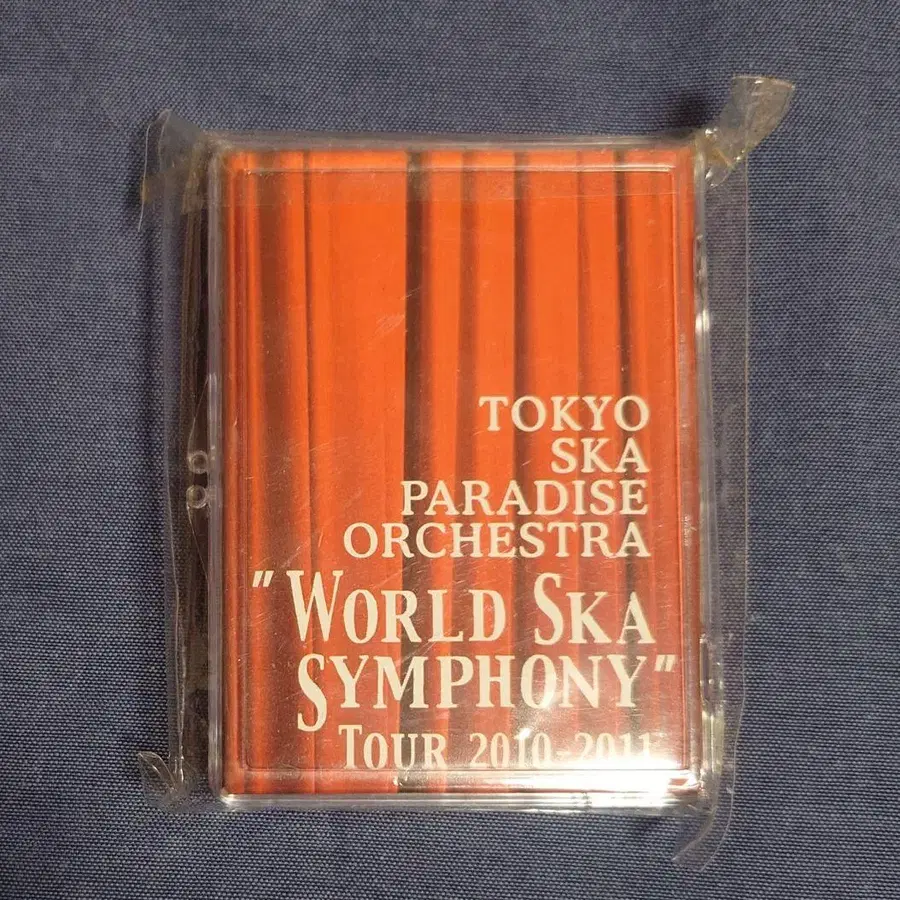 TOKYO
SKA
PARADISE
ORCHESTRA
"WORLD SKA
SYMPHONY"
TOUR 2010-2011